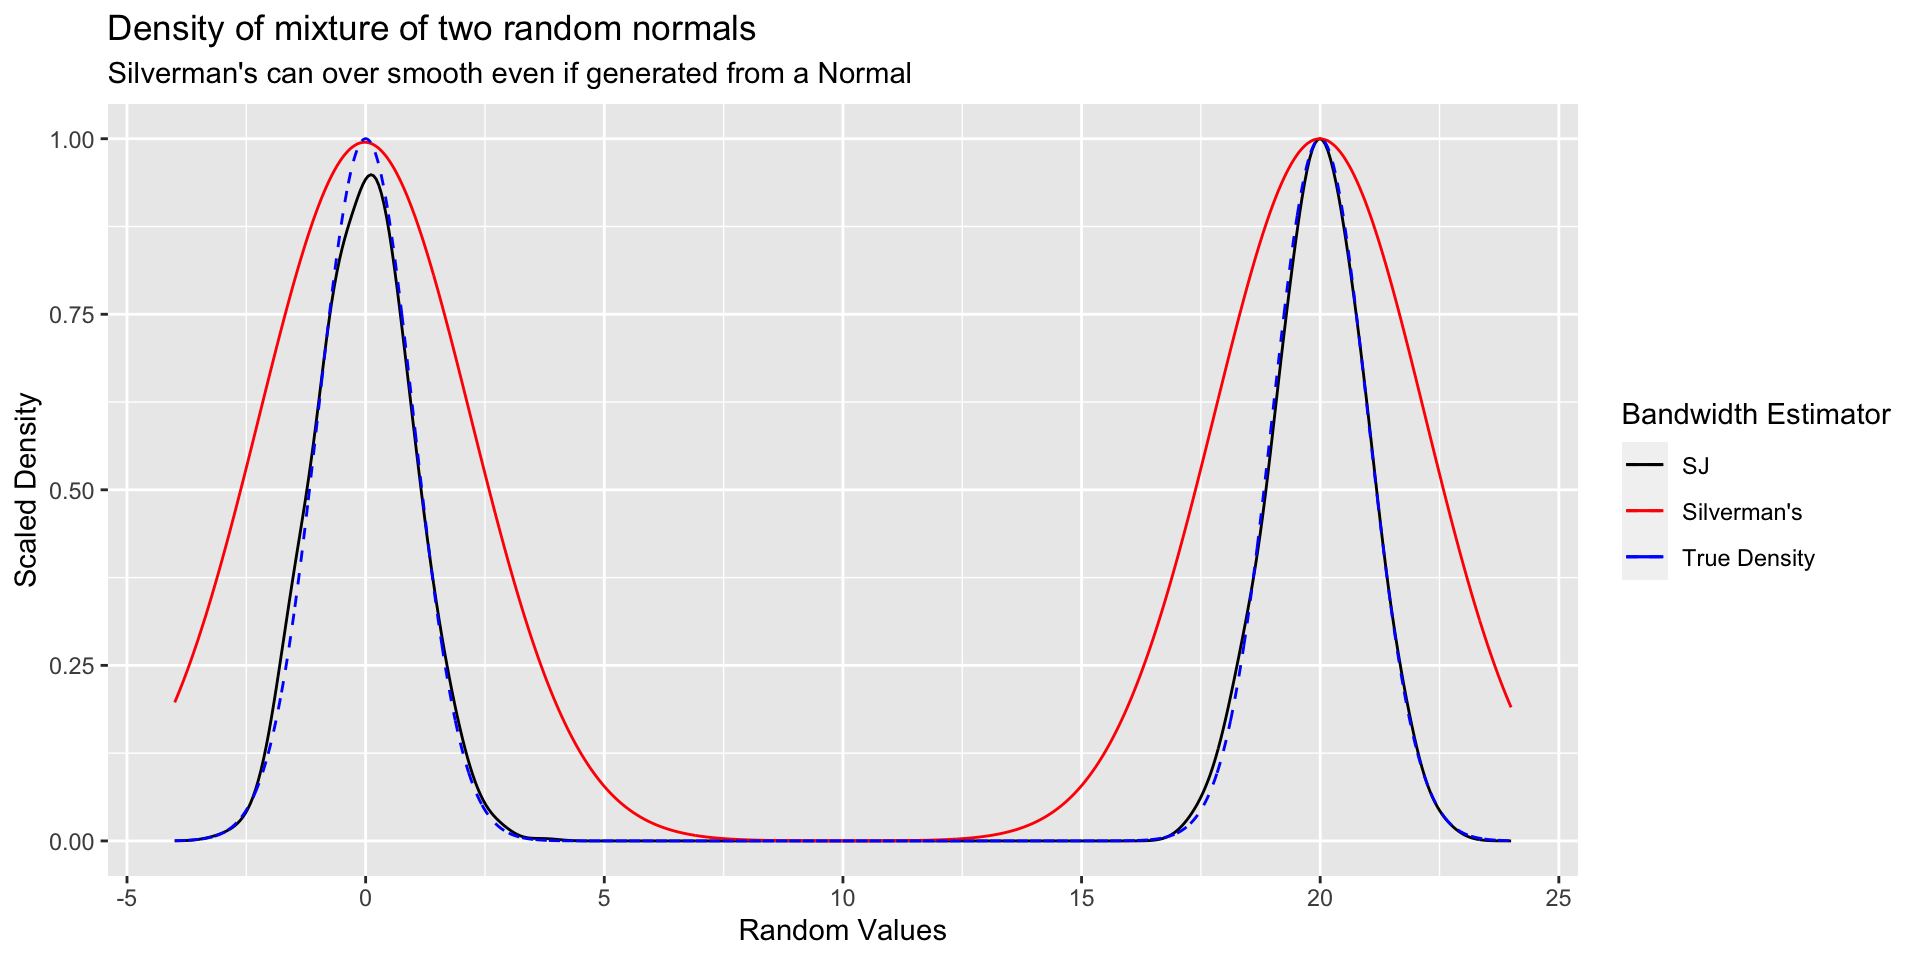 Density of mixture of two random normals
Silverman's can over smooth even if generated from a Normal
1.00
0.75
0.50
0.25
0.00
Scaled Density
-5 0 5 10 15 20 25
Random Values
Bandwidth Estimator
SJ
Silverman's
True Density